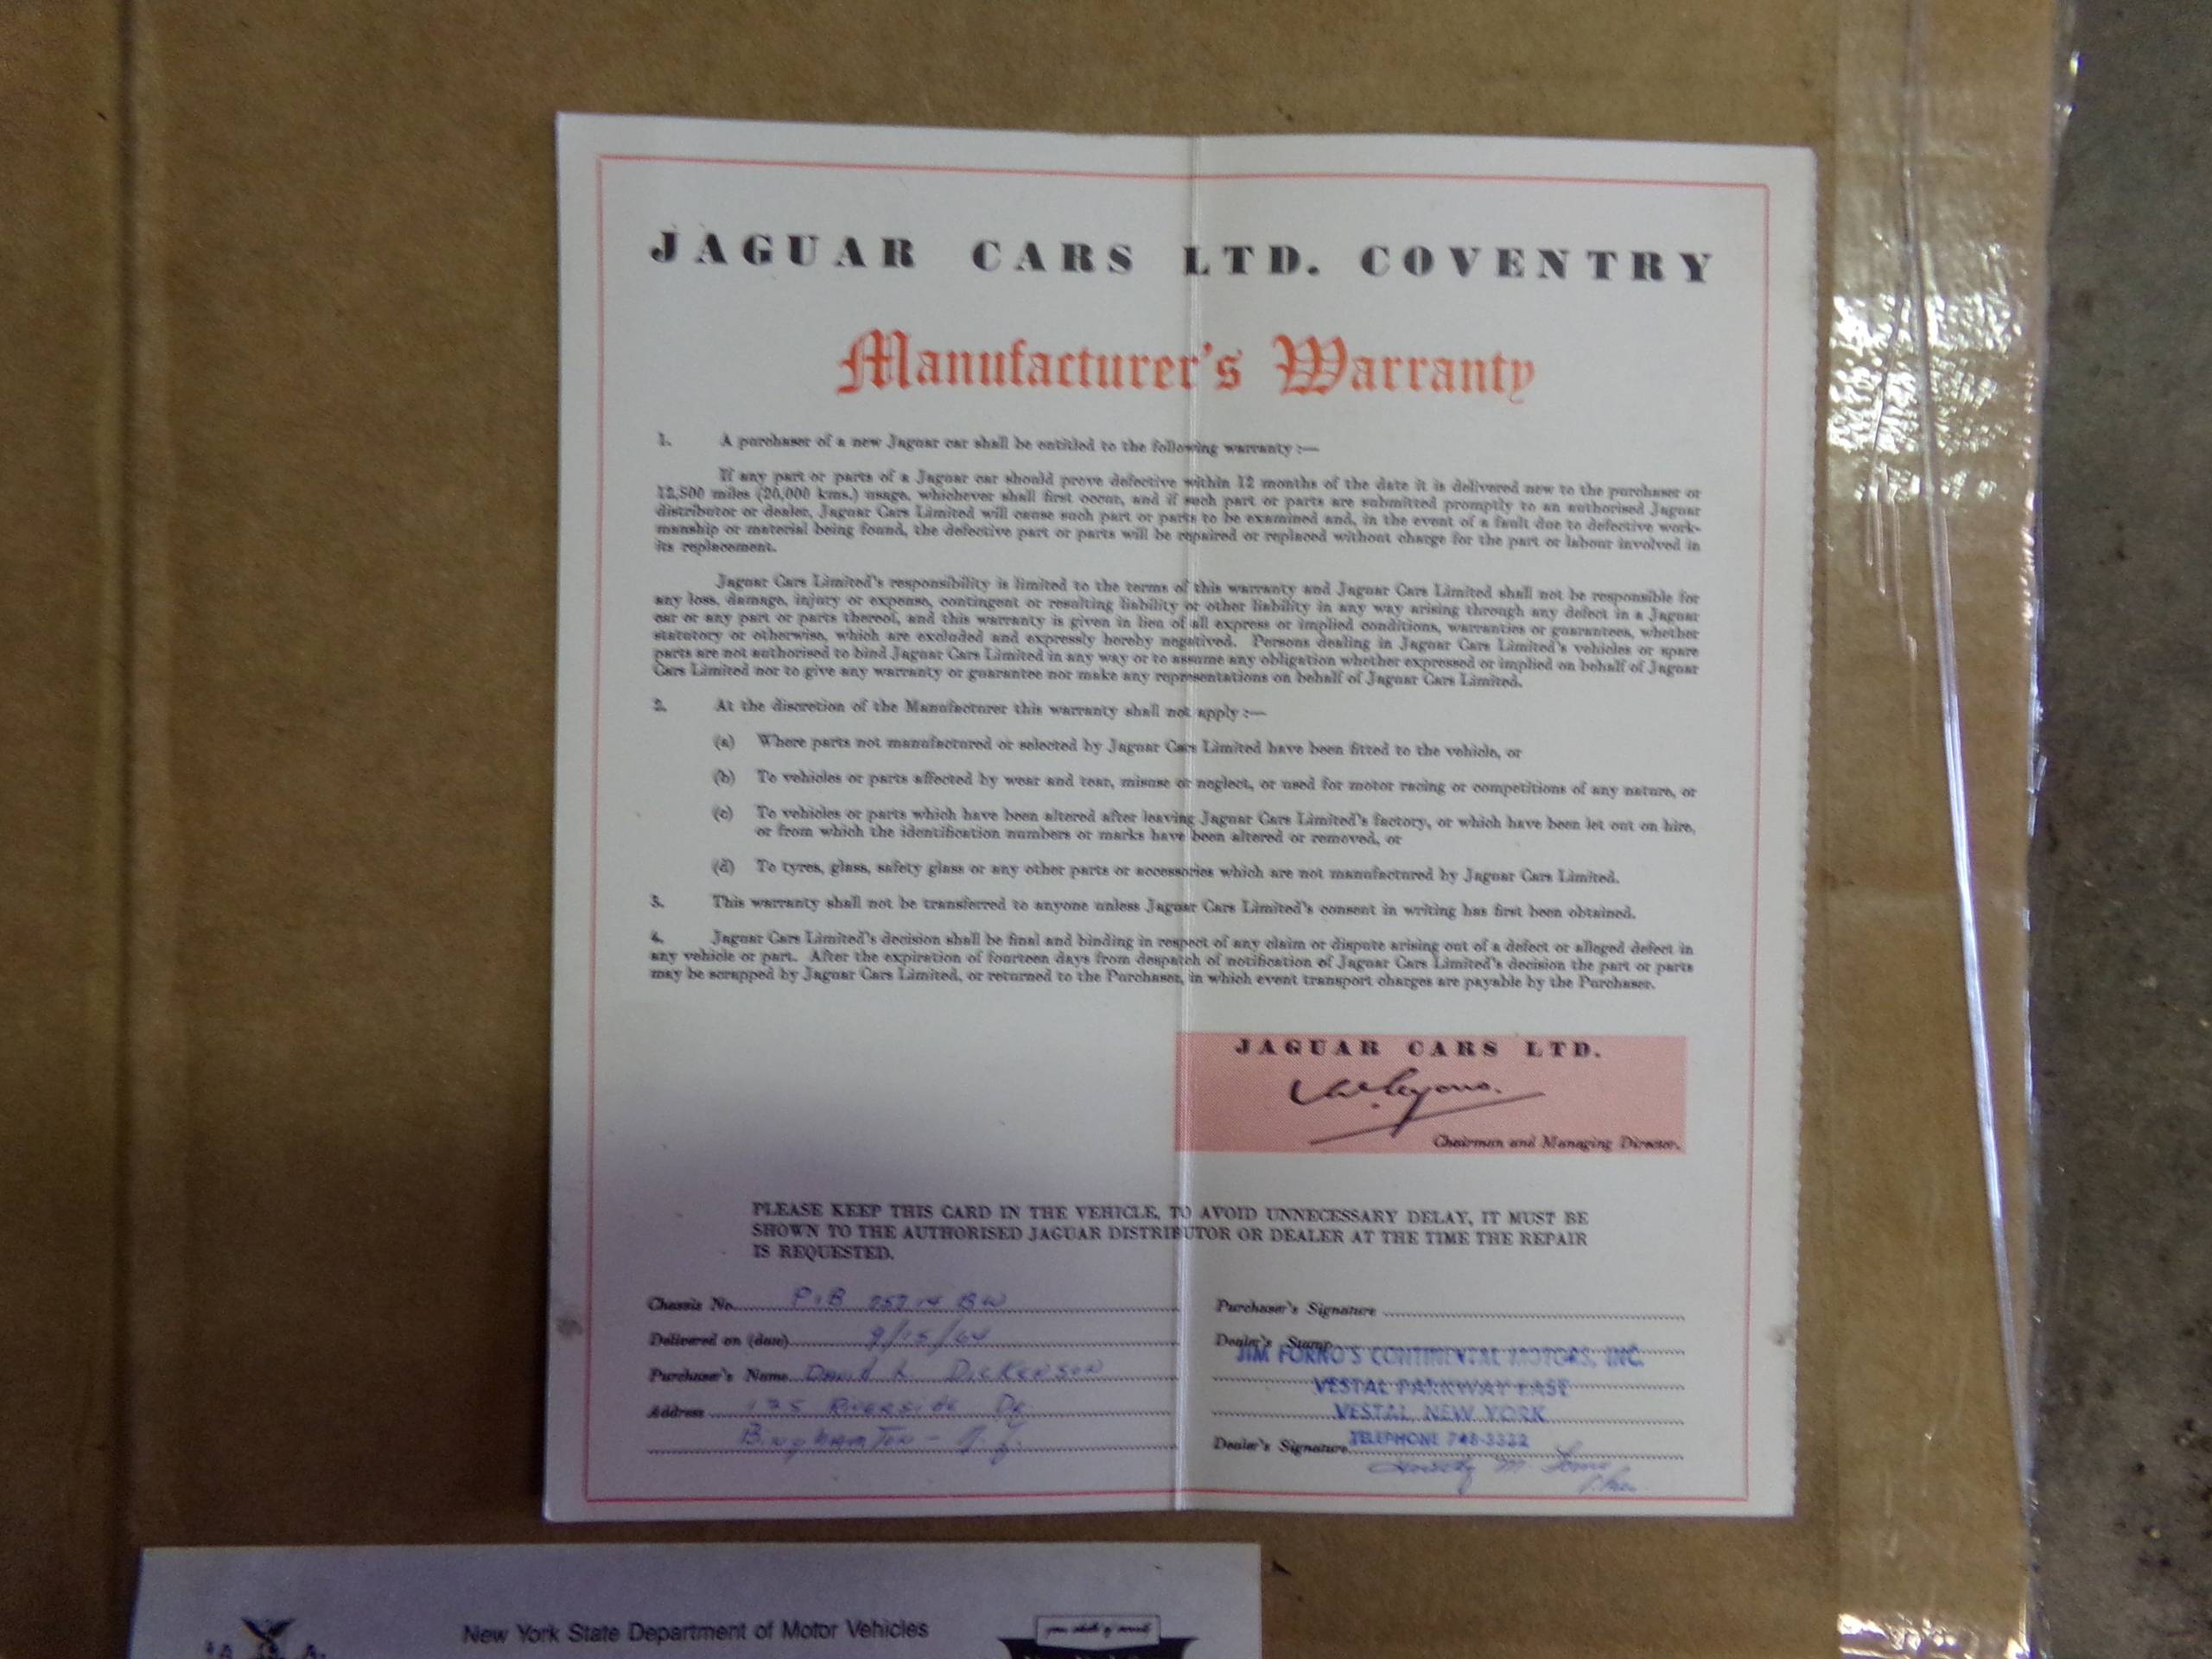 JAGUAR CARS LTD. COVENTRY
Manufacturer's Warranty
1. A purchaser of a new Jaguar car shall be entitled to the following warranty :—
If any part or parts of a Jaguar car should prove defective within 12 months of the date it is delivered new to the purchaser or
12,500 miles (20,000 kms.) usage, whichever shall first occur, and if such part or parts are submitted promptly to an authorised Jaguar
distributor or dealer, Jaguar Cars Limited will cause such part or parts to be examined and, in the event of a fault due to defective work-
manship or material being found, the defective part or parts will be repaired or replaced without charge for the part or labour involved in
its replacement.
Jaguar Cars Limited's responsibility is limited to the terms of this warranty and Jaguar Cars Limited shall not be responsible for
any loss, damage, injury or expense, contingent or resulting liability or other liability in any way arising through any defect in a Jaguar
car or any part or parts thereof, and this warranty is given in lieu of all express or implied conditions, warranties or guarantees, whether
statutory or otherwise, which are excluded and expressly hereby negatived. Persons dealing in Jaguar Cars Limited's vehicles or spare
parts are not authorised to bind Jaguar Cars Limited in any way or to assume any obligation whether expressed or implied on behalf of Jaguar
Cars Limited nor to give any warranty or guarantee nor make any representations on behalf of Jaguar Cars Limited.
2. At the discretion of the Manufacturer this warranty shall not apply :—
(a) Where parts not manufactured or selected by Jaguar Cars Limited have been fitted to the vehicle, or
(b) To vehicles or parts affected by wear and tear, misuse or neglect, or used for motor racing or competitions of any nature, or
(c) To vehicles or parts which have been altered after leaving Jaguar Cars Limited's factory, or which have been let out on hire,
or from which the identification numbers or marks have been altered or removed, or
(d) To tyres, glass, safety glass or any other parts or accessories which are not manufactured by Jaguar Cars Limited.
3. This warranty shall not be transferred to anyone unless Jaguar Cars Limited's consent in writing has first been obtained.
4. Jaguar Cars Limited's decision shall be final and binding in respect of any claim or dispute arising out of a defect or alleged defect in
any vehicle or part. After the expiration of fourteen days from despatch of notification of Jaguar Cars Limited's decision the part or parts
may be scrapped by Jaguar Cars Limited, or returned to the Purchaser, in which event transport charges are payable by the Purchaser.
JAGUAR CARS LTD.
Chairman and Managing Director.
PLEASE KEEP THIS CARD IN THE VEHICLE, TO AVOID UNNECESSARY DELAY, IT MUST BE
SHOWN TO THE AUTHORISED JAGUAR DISTRIBUTOR OR DEALER AT THE TIME THE REPAIR
IS REQUESTED.
Chassis No. BW
Delivered on (date) 9/15/64
Purchaser's Name David Dickenson
Address Riverside Dr
Binghamton - N.Y.
Purchaser's Signature
Dealer's Stamp
JIM FORNO'S CONTINENTAL MOTORS, INC.
VESTAL PARKWAY EAST
VESTAL, NEW YORK
TELEPHONE 748-3322
Dealer's Signature
New York State Department of Motor Vehicles